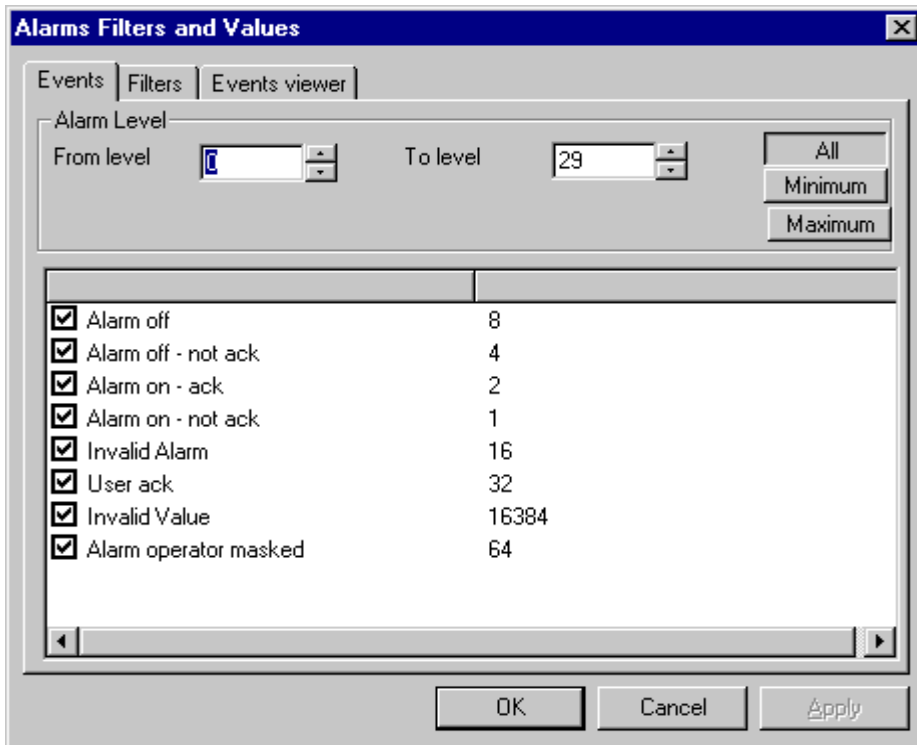 Alarms Filters and Values
Events Filters Events viewer
Alarm Level
From level 0 To level 29 All
Minimum
Maximum
Alarm off 8
Alarm off - not ack 4
Alarm on - ack 2
Alarm on - not ack 1
Invalid Alarm 16
User ack 32
Invalid Value 16384
Alarm operator masked 64
OK Cancel Apply